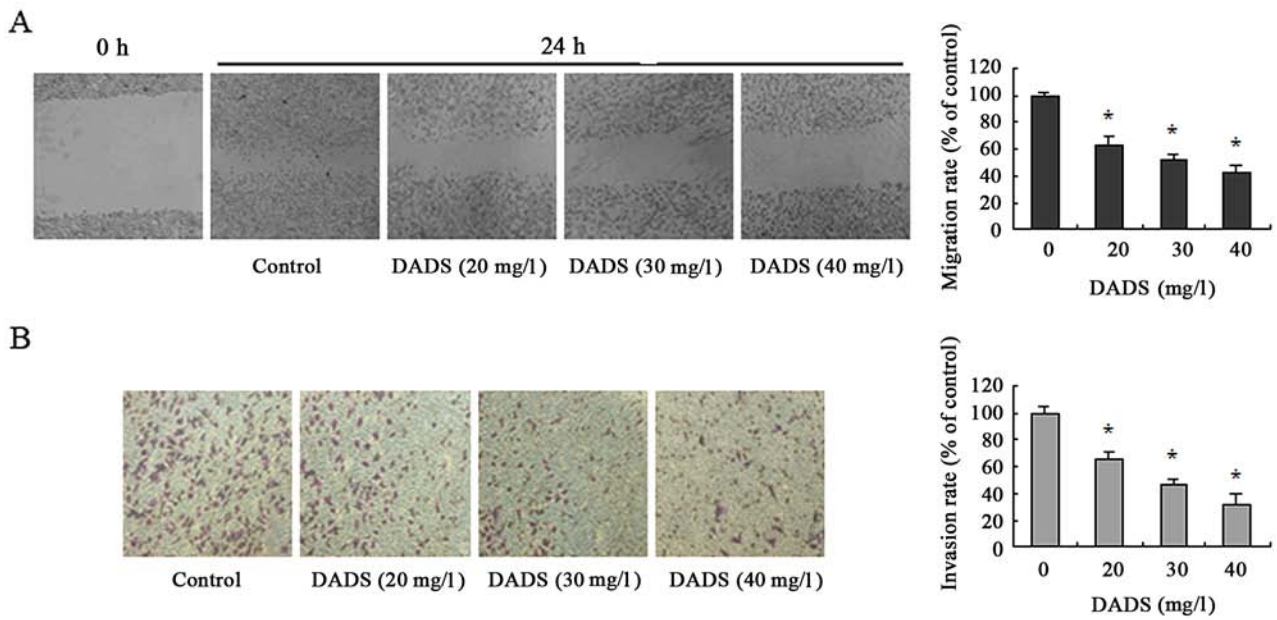 A
0 h
24 h
Control
DADS (20 mg/l)
DADS (30 mg/l)
DADS (40 mg/l)
Migration rate (% of control)
120
100
80
60
40
20
0
*
*
*
0 20 30 40
DADS (mg/l)
B
Control
DADS (20 mg/l)
DADS (30 mg/l)
DADS (40 mg/l)
Invasion rate (% of control)
120
100
80
60
40
20
0
*
*
*
0 20 30 40
DADS (mg/l)